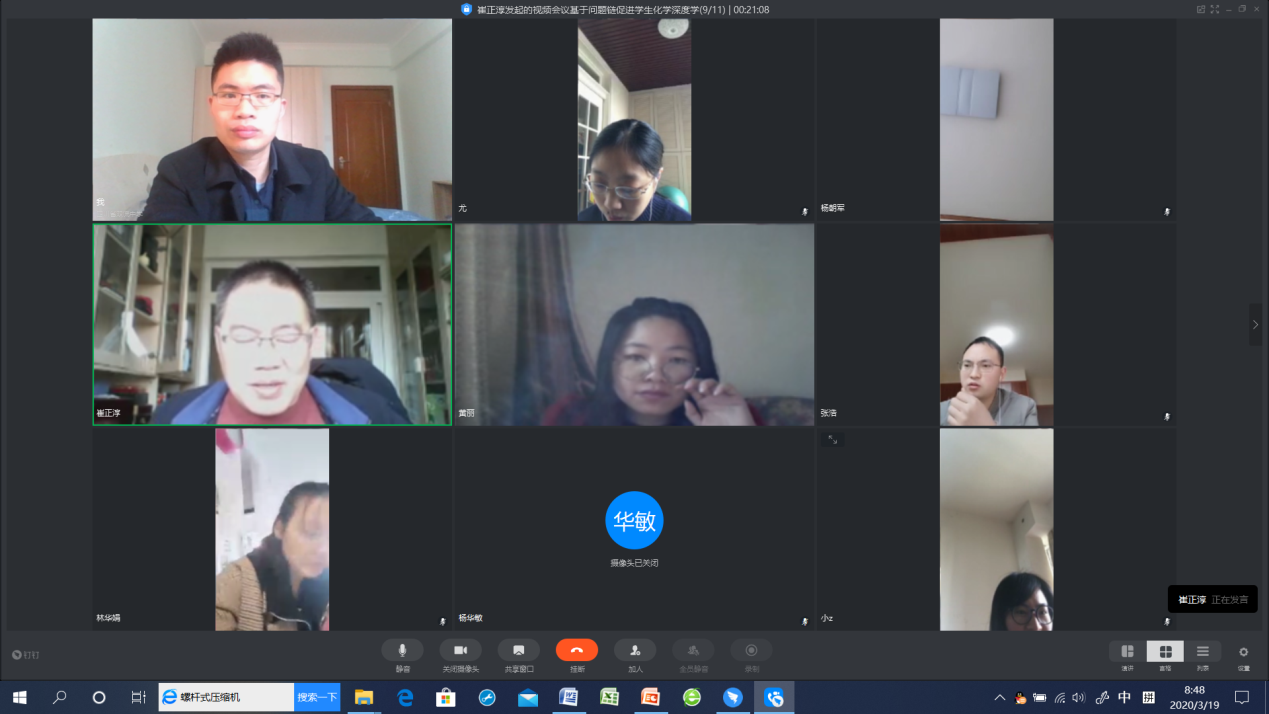 崔正淳发起的视频会议基于问题链促进学生化学深度学(9/11) | 00:21:08
我
尤
杨朝军
崔正淳
黄丽
张浩
林华娟
华敏
摄像头已关闭
杨华敏
小z
崔正淳 正在发言
钉钉
静音
关闭摄像头
共享窗口
挂断
加人
全员静音
录制
演讲
宫格
列表
设置
螺杆式压缩机
搜索一下
中
拼
8:48
2020/3/19